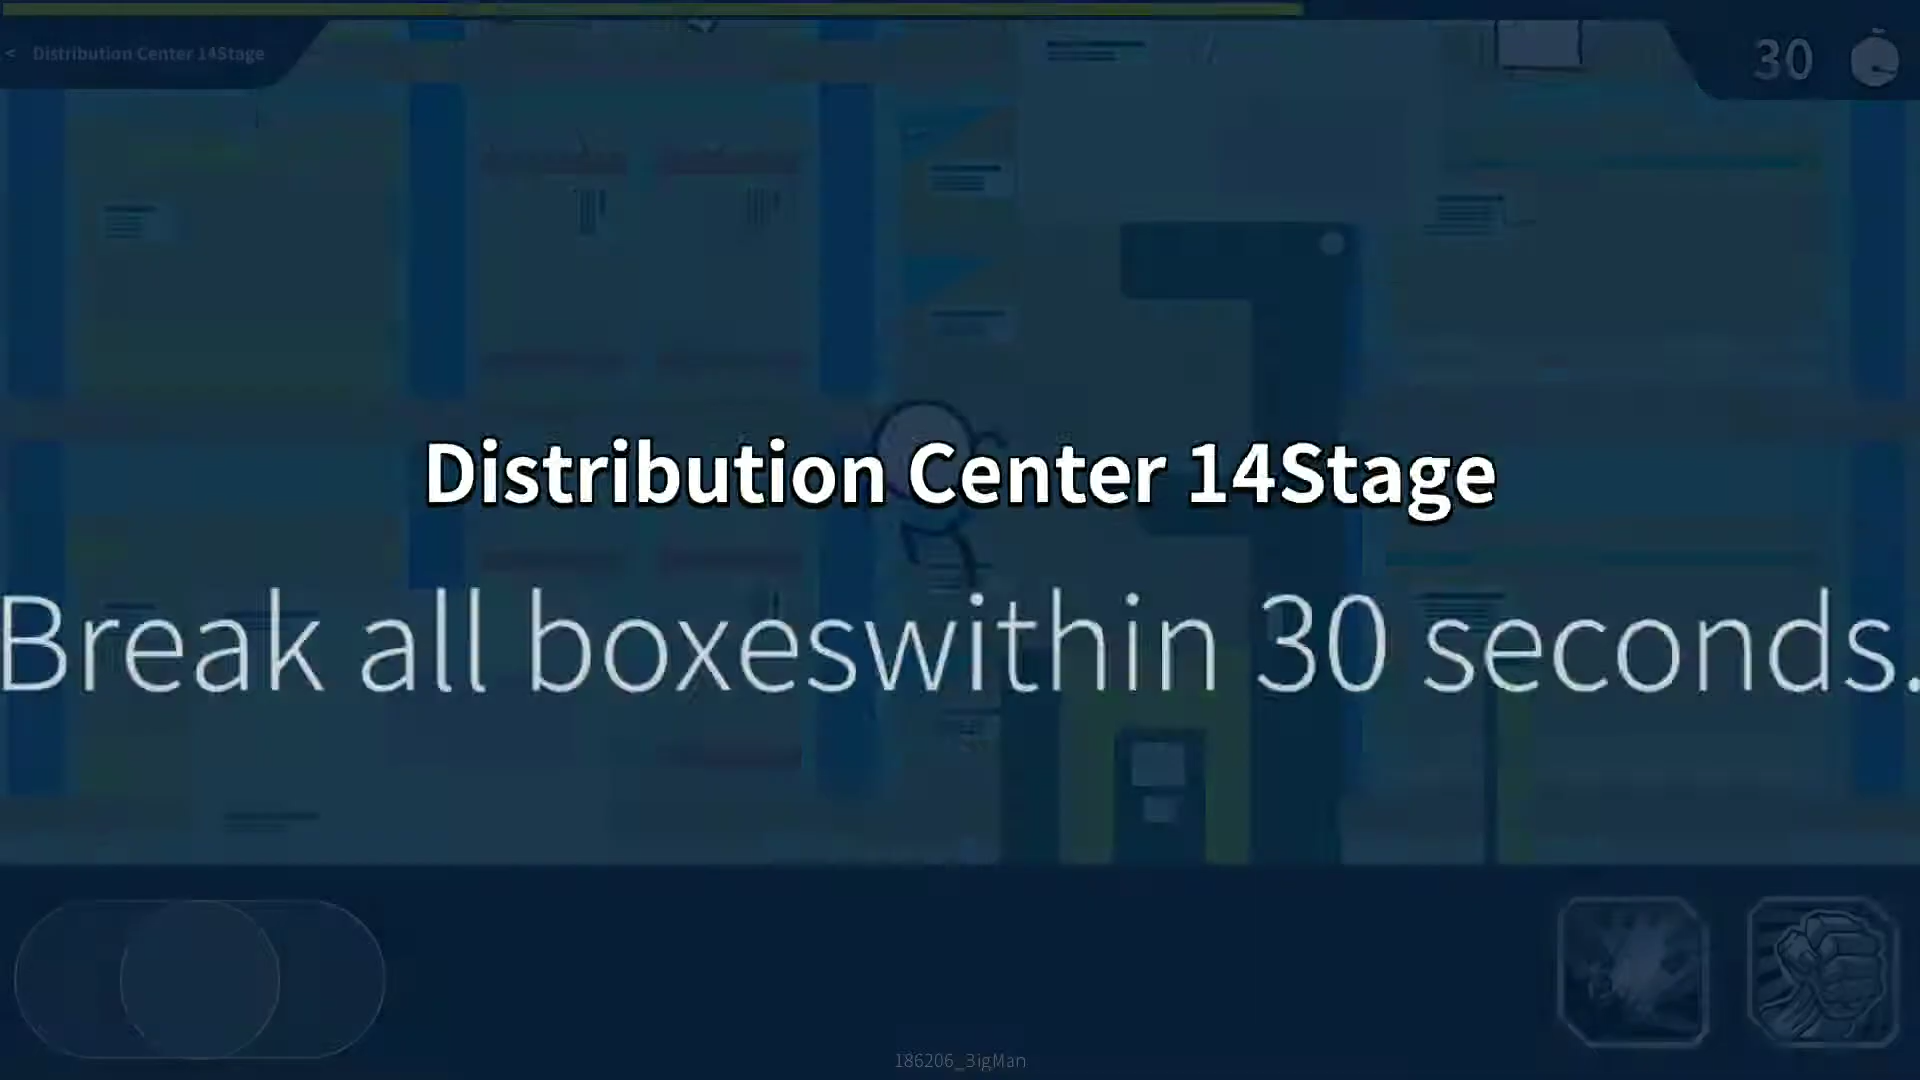 < Distribution Center 14Stage
30
Distribution Center 14Stage
Break all boxeswithin 30 seconds.
186206_3igMan